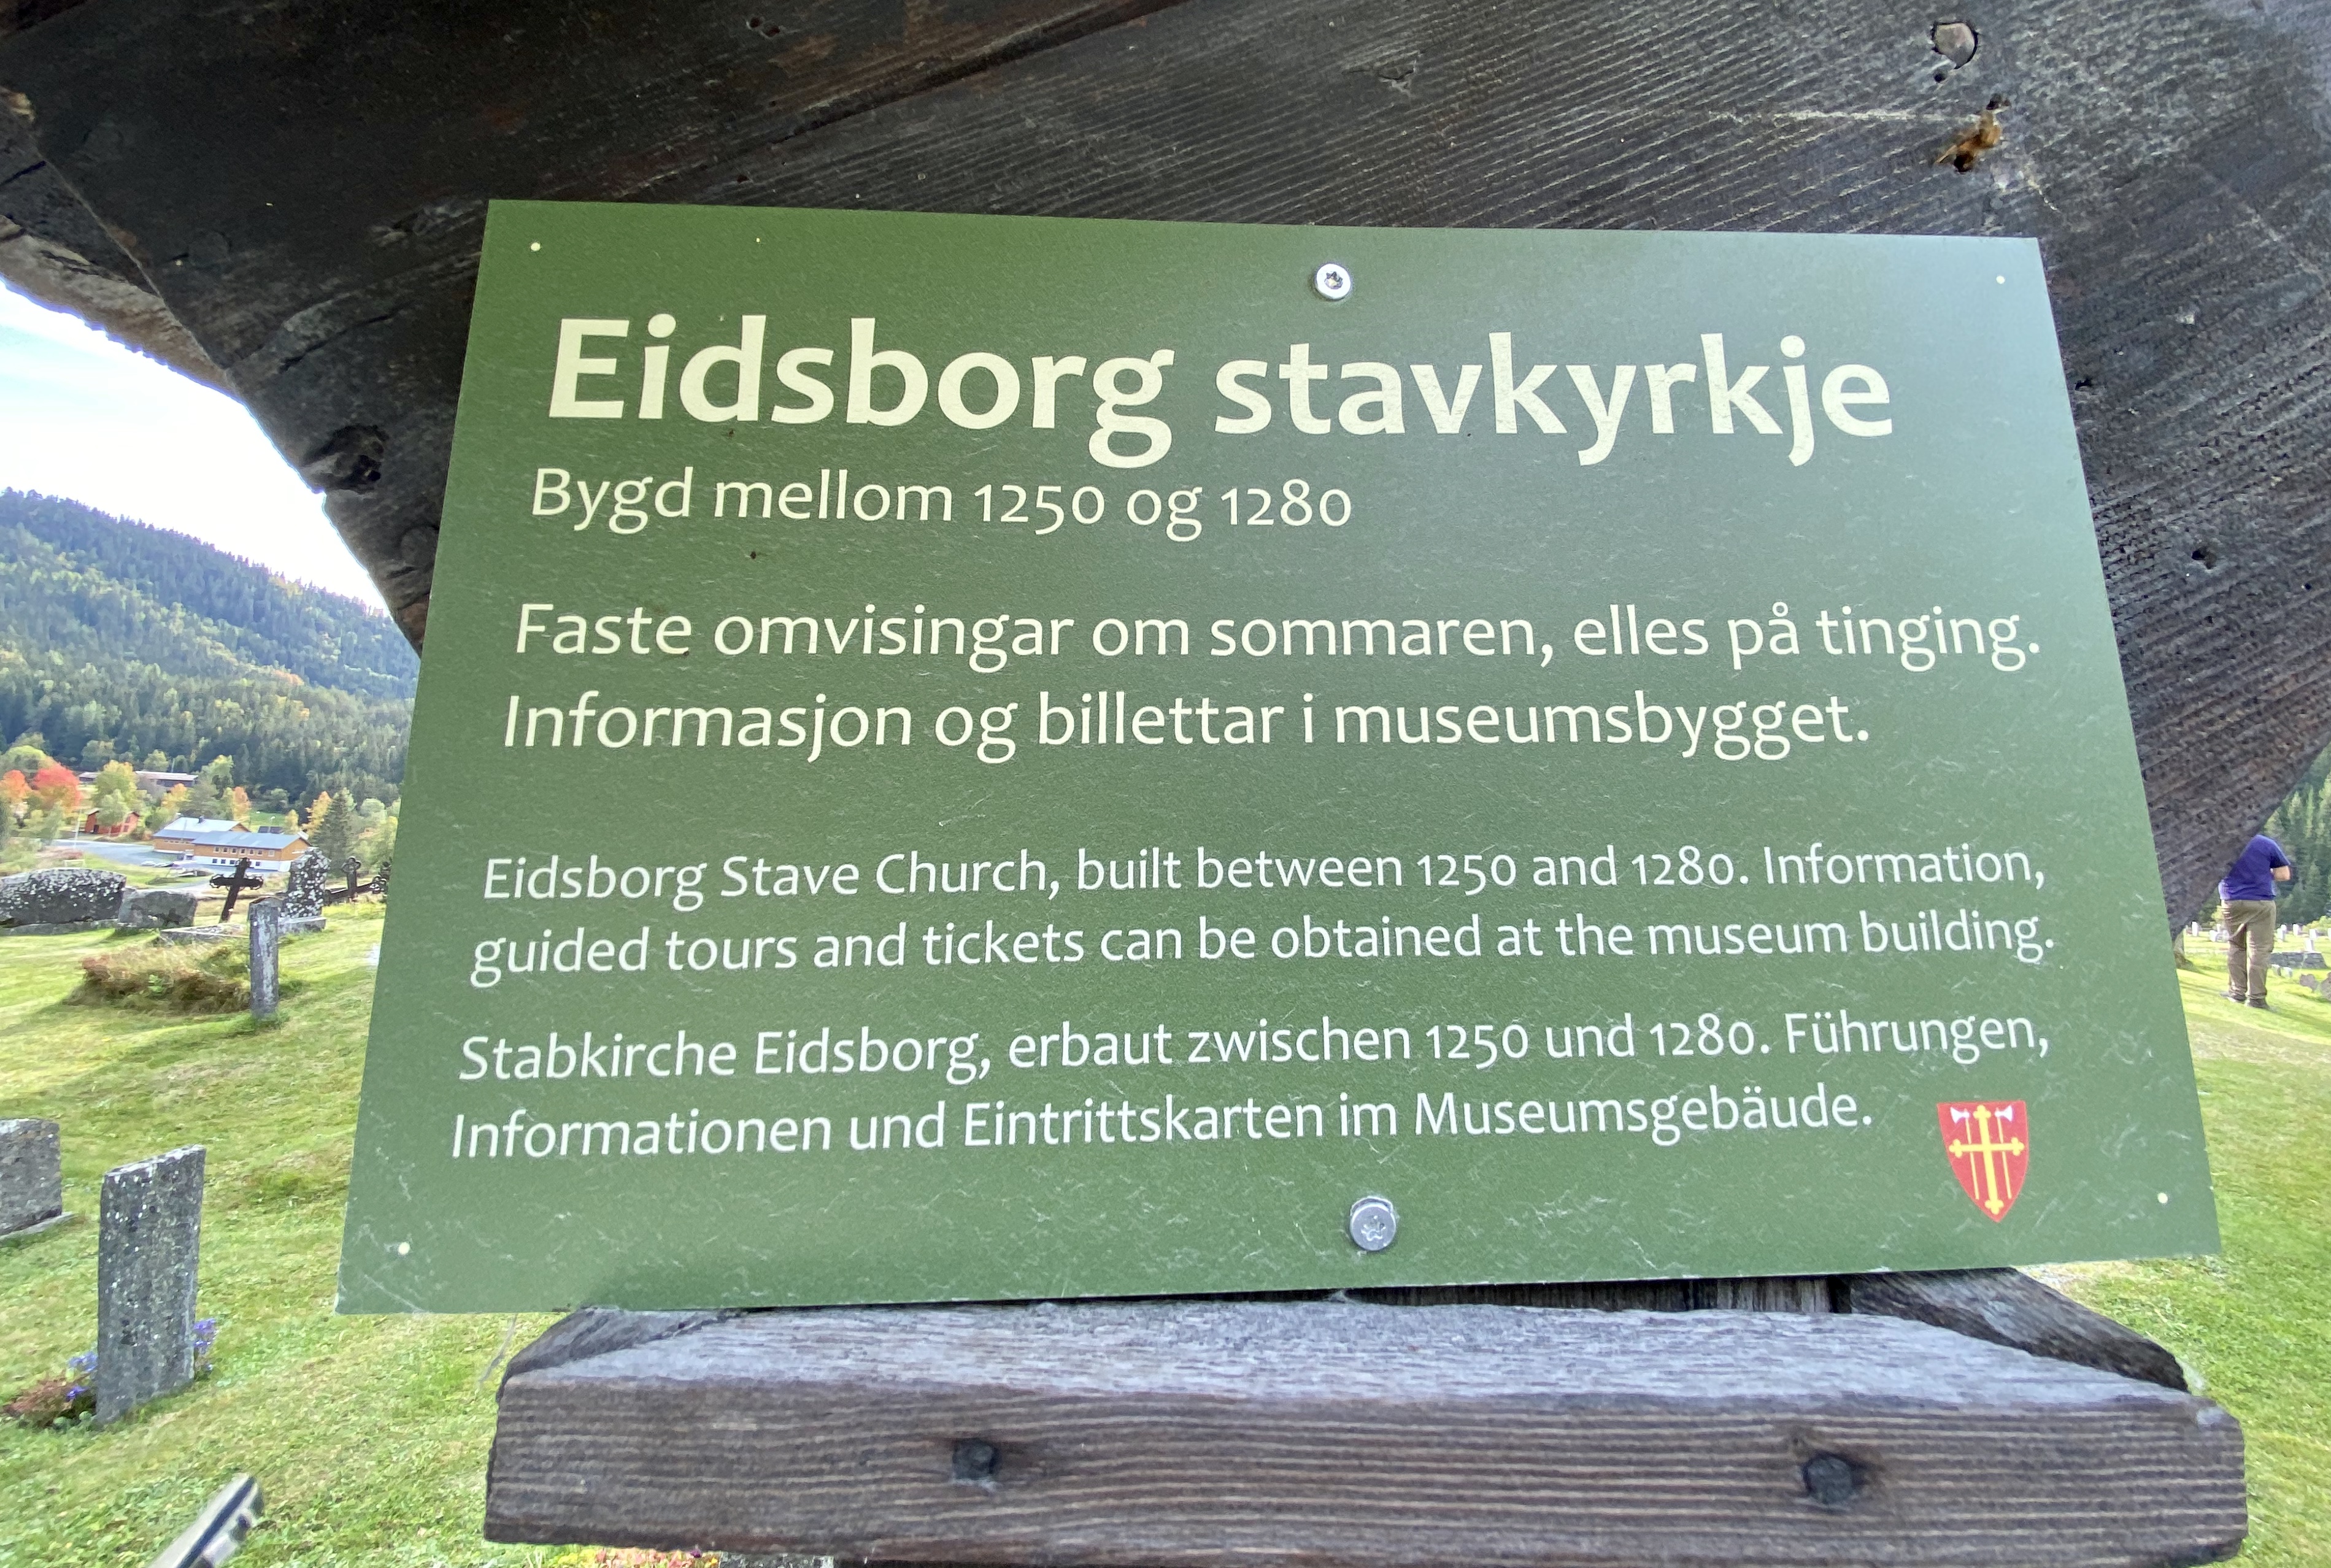 Eidsborg stavkyrkje
Bygd mellom 1250 og 1280
Faste omvisingar om sommaren, elles på tinging.
Informasjon og billettar i museumsbygget.
Eidsborg Stave Church, built between 1250 and 1280. Information,
guided tours and tickets can be obtained at the museum building.
Stabkirche Eidsborg, erbaut zwischen 1250 und 1280. Führungen,
Informationen und Eintrittskarten im Museumsgebäude.